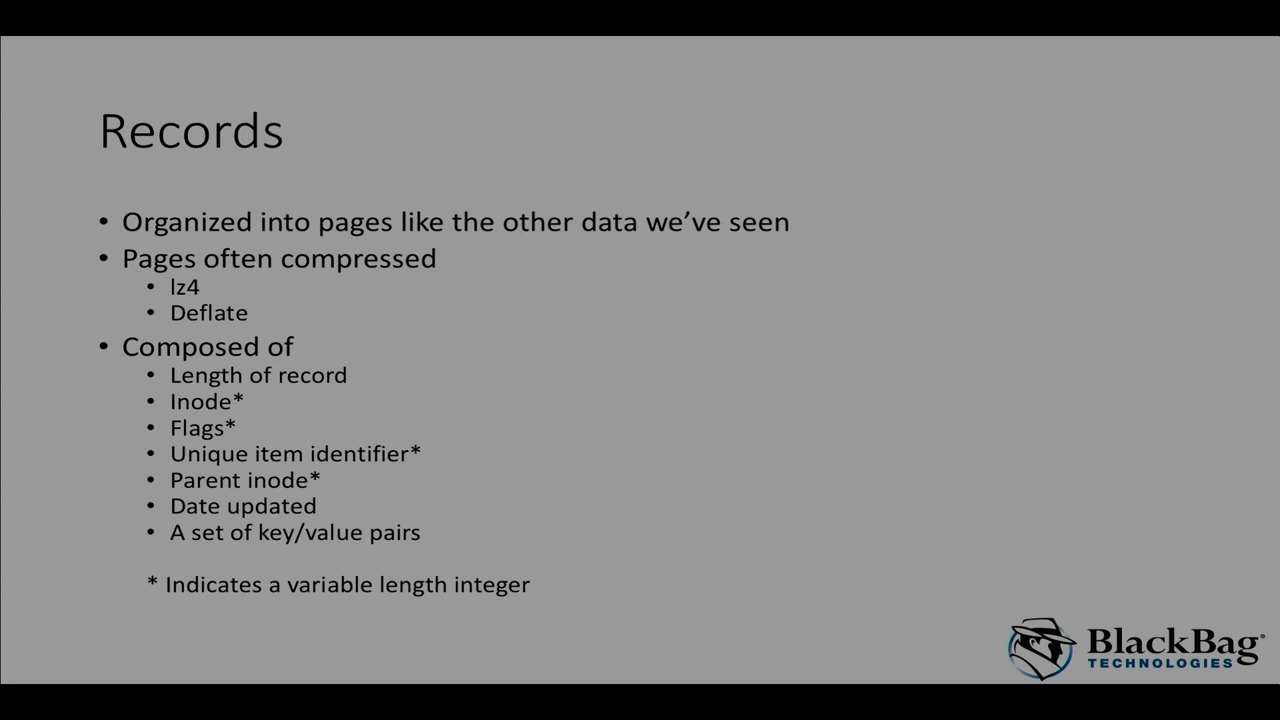 Records
• Organized into pages like the other data we’ve seen
• Pages often compressed
• lz4
• Deflate
• Composed of
• Length of record
• Inode*
• Flags*
• Unique item identifier*
• Parent inode*
• Date updated
• A set of key/value pairs
* Indicates a variable length integer
BlackBag®
TECHNOLOGIES